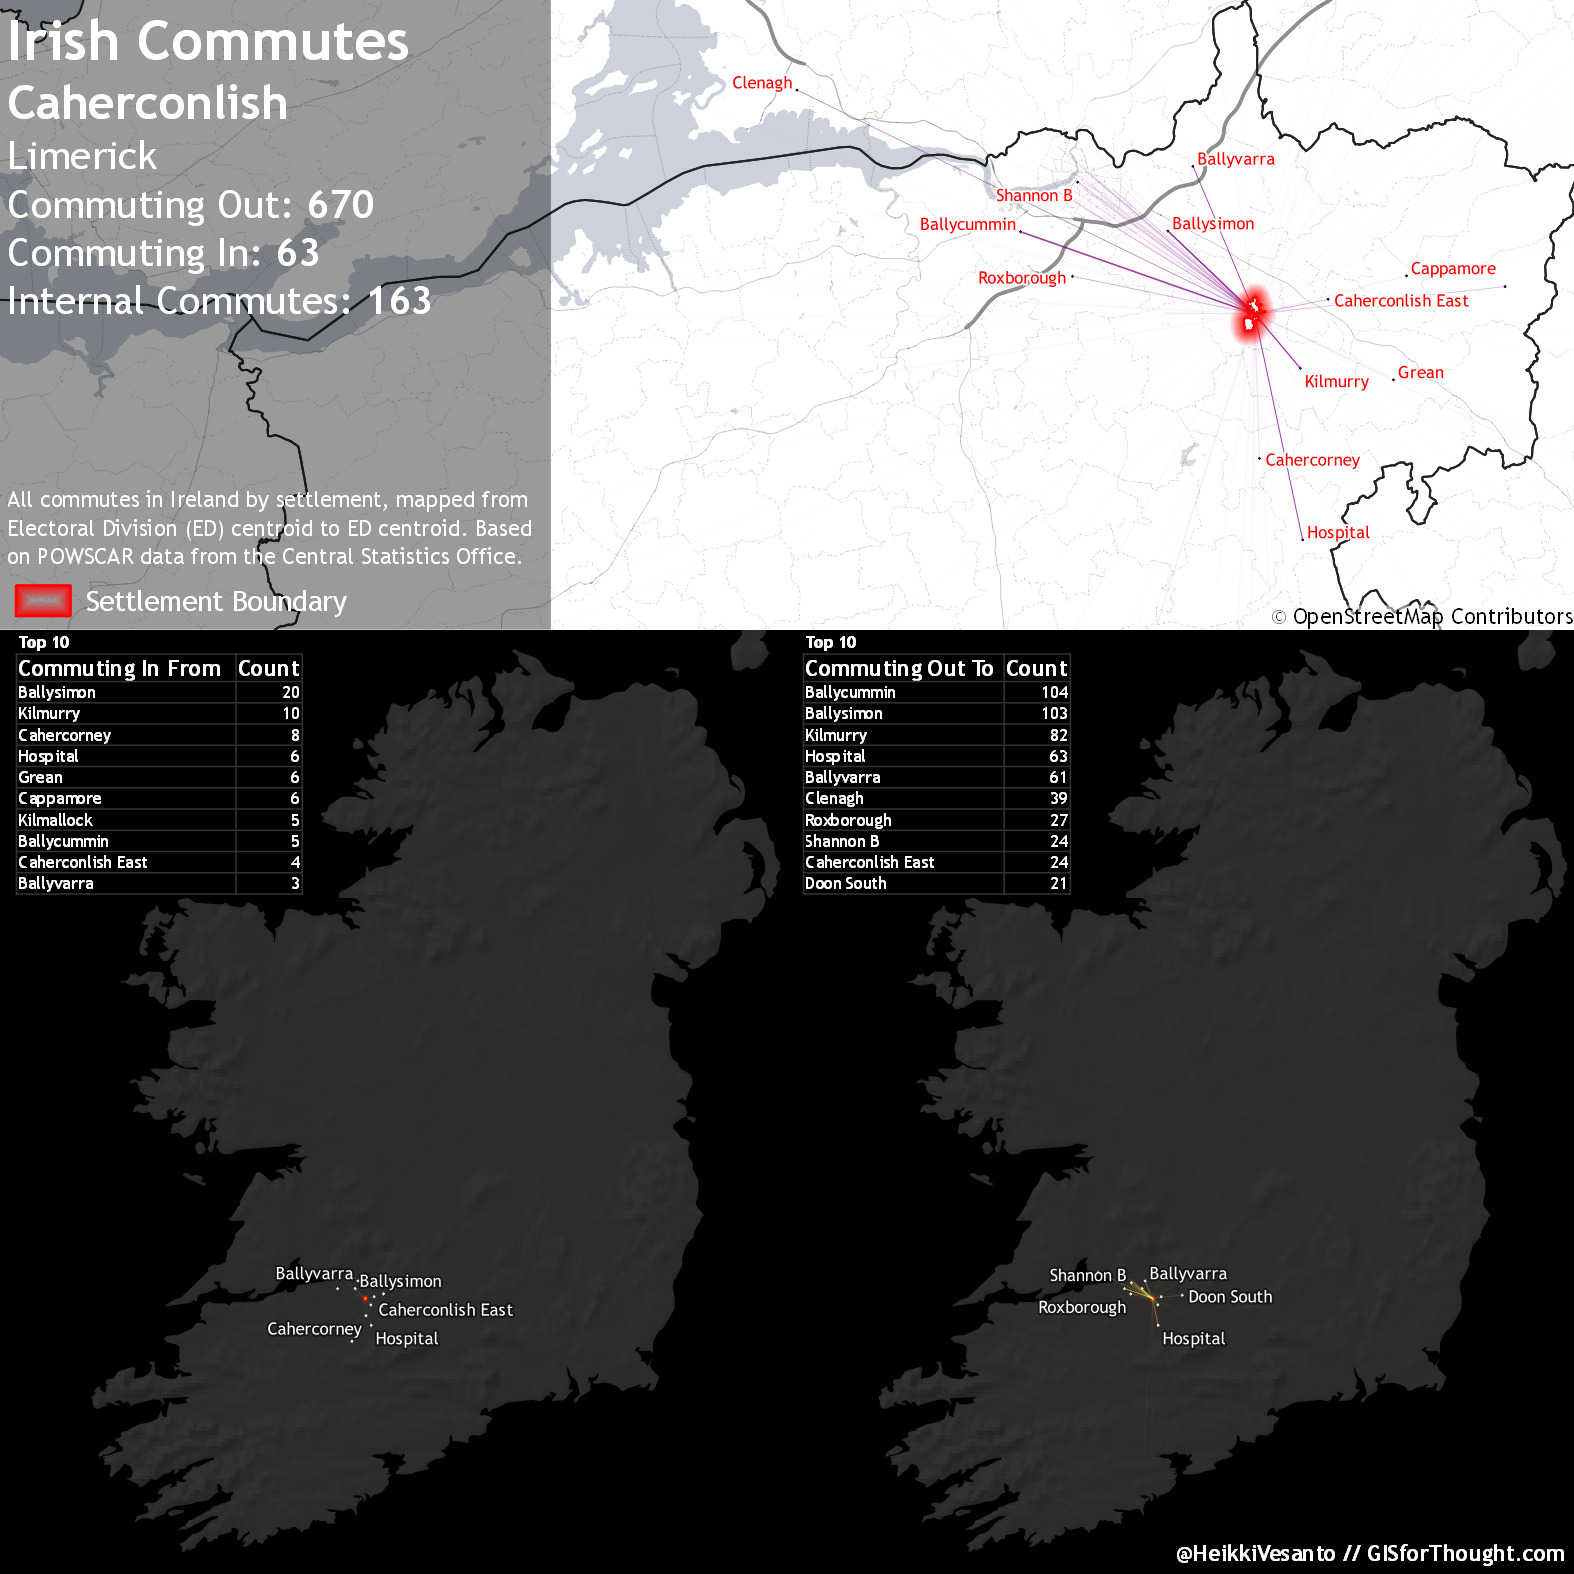 Irish Commutes
Caherconlish
Limerick
Commuting Out: 670
Commuting In: 63
Internal Commutes: 163
All commutes in Ireland by settlement, mapped from
Electoral Division (ED) centroid to ED centroid. Based
on POWSCAR data from the Central Statistics Office.
Settlement Boundary
Clenagh
Ballyvarra
Shannon B
Ballycummin
Ballysimon
Roxborough
Cappamore
Caherconlish East
Kilmurry
Grean
Cahercorney
Hospital
© OpenStreetMap Contributors
Top 10
Commuting In From Count
Ballysimon 20
Kilmurry 10
Cahercorney 8
Hospital 6
Grean 6
Cappamore 6
Kilmallock 5
Ballycummin 5
Caherconlish East 4
Ballyvarra 3
Ballyvarra
Ballysimon
Caherconlish East
Cahercorney
Hospital
Top 10
Commuting Out To Count
Ballycummin 104
Ballysimon 103
Kilmurry 82
Hospital 63
Ballyvarra 61
Clenagh 39
Roxborough 27
Shannon B 24
Caherconlish East 24
Doon South 21
Shannon B
Ballyvarra
Doon South
Roxborough
Hospital
@HeikkiVesanto // GISforThought.com